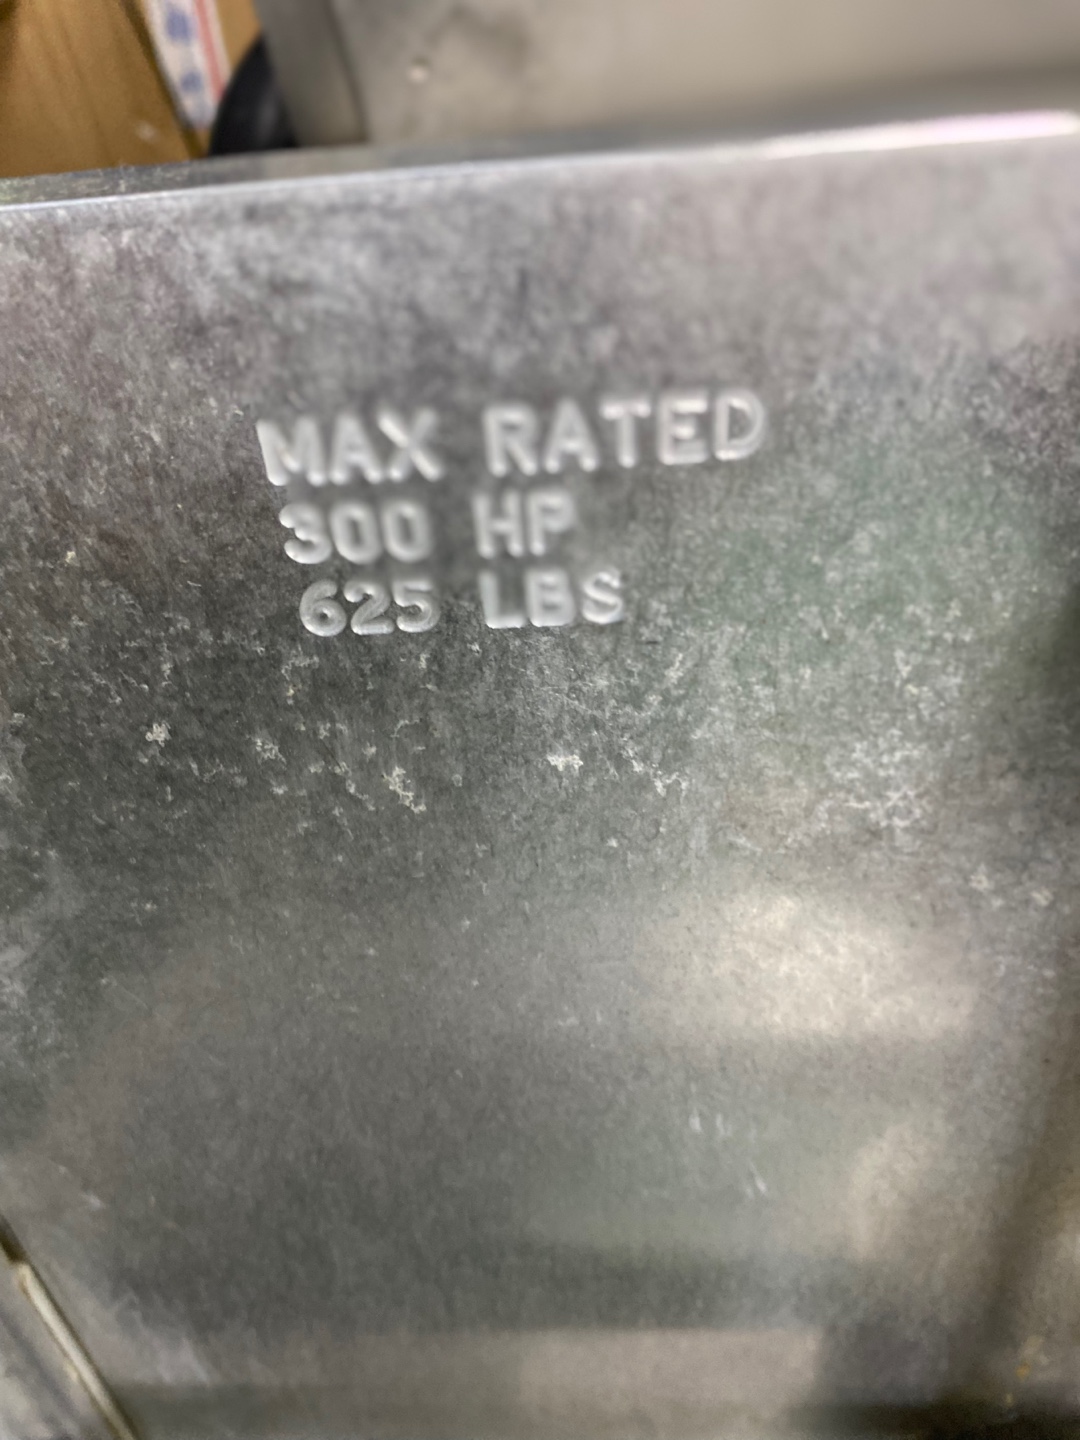 MAX RATED
300 HP
625 LBS